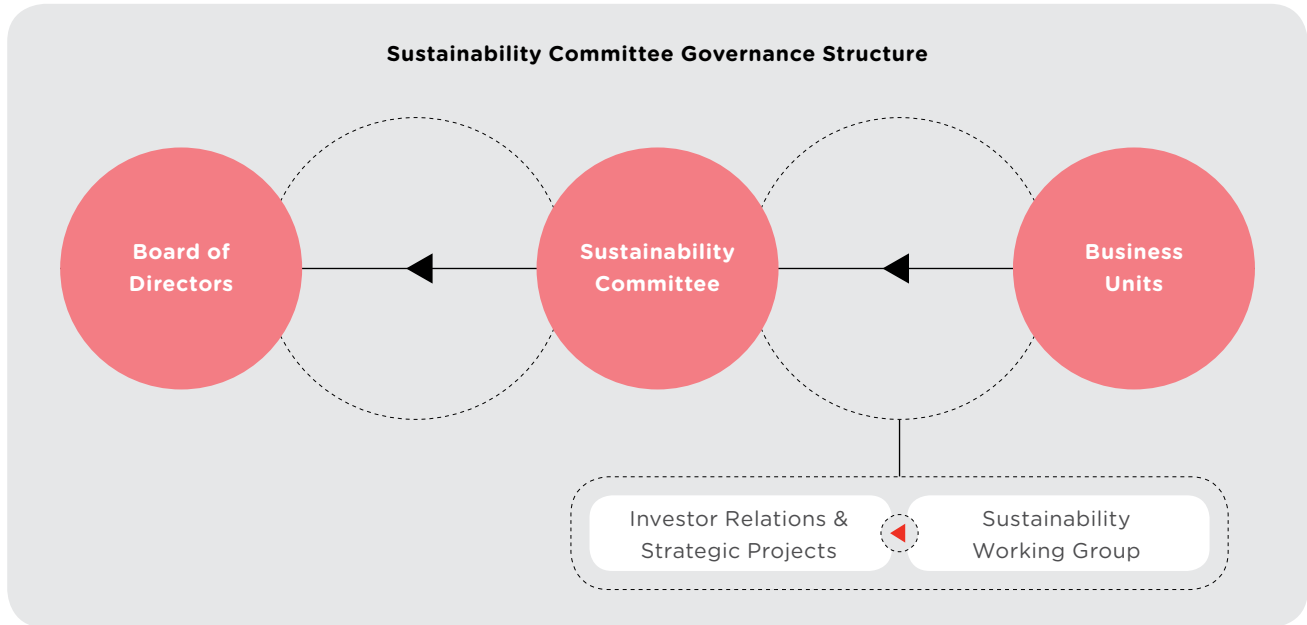 Sustainability Committee Governance Structure
Board of
Directors
Sustainability
Committee
Business
Units
Investor Relations &
Strategic Projects
Sustainability
Working Group